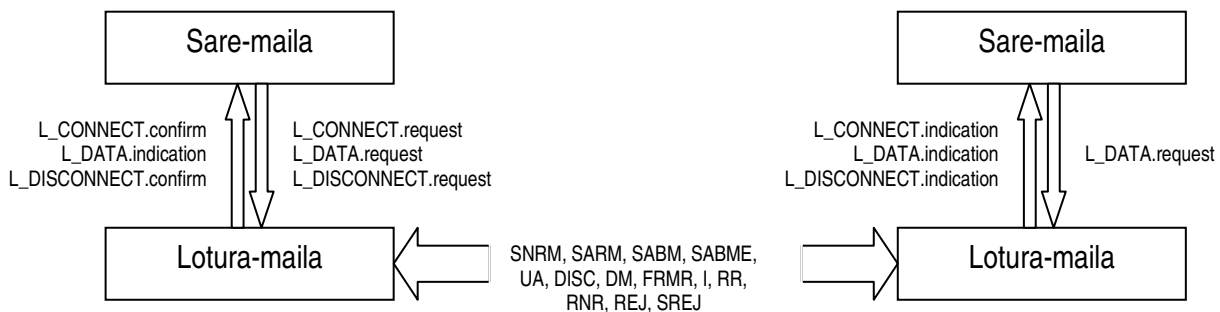 Sare-maila
Sare-maila
L_CONNECT.confirm
L_DATA.indication
L_DISCONNECT.confirm
L_CONNECT.request
L_DATA.request
L_DISCONNECT.request
L_CONNECT.indication
L_DATA.indication
L_DISCONNECT.indication
L_DATA.request
Lotura-maila
SNRM, SARM, SABM, SABME,
UA, DISC, DM, FRMR, I, RR,
RNR, REJ, SREJ
Lotura-maila